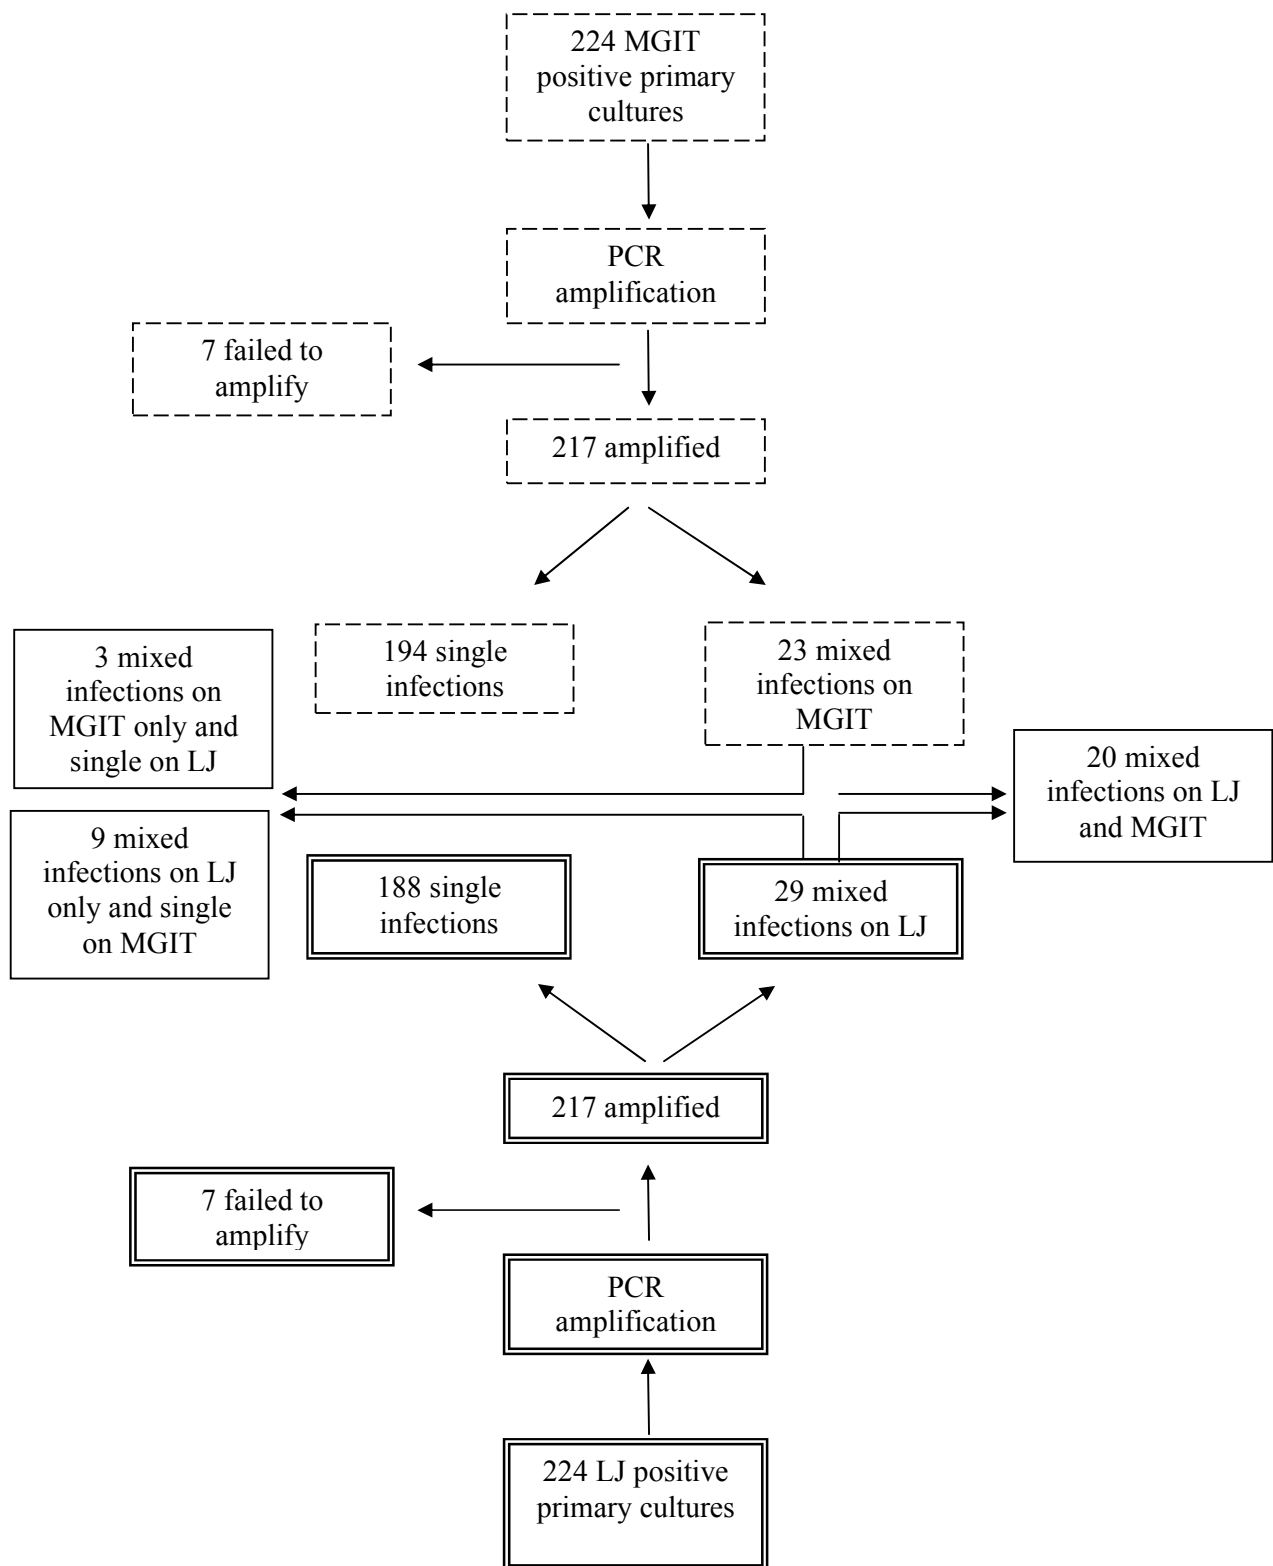 224 MGIT
positive primary
cultures
PCR
amplification
7 failed to
amplify
217 amplified
3 mixed
infections on
MGIT only and
single on LJ
194 single
infections
23 mixed
infections on
MGIT
20 mixed
infections on LJ
and MGIT
9 mixed
infections on LJ
only and single
on MGIT
188 single
infections
29 mixed
infections on LJ
217 amplified
7 failed to
amplify
PCR
amplification
224 LJ positive
primary cultures